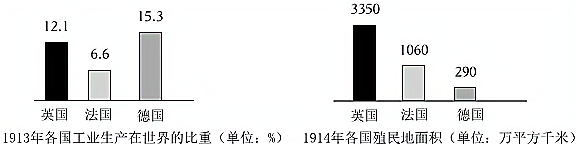 12.1
6.6
15.3
英国
法国
德国
1913年各国工业生产在世界的比重（单位：%）
3350
1060
290
英国
法国
德国
1914年各国殖民地面积（单位：万平方千米）